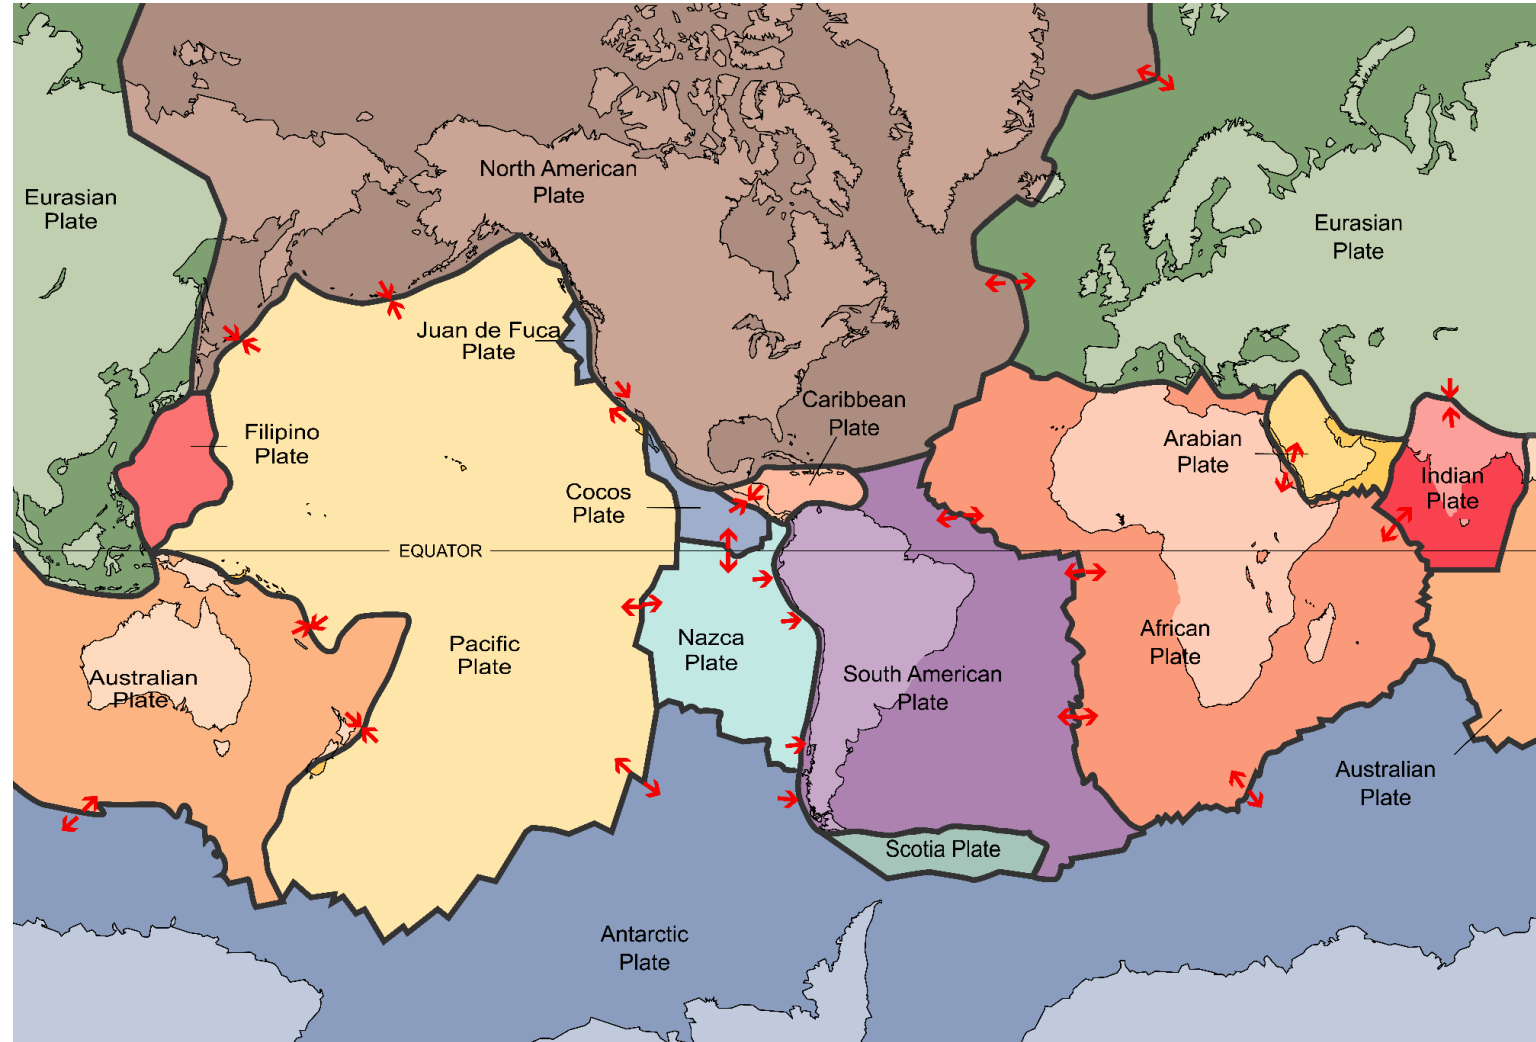 North American
Plate
Eurasian
Plate
Eurasian
Plate
Juan de Fuca
Plate
Caribbean
Plate
Filipino
Plate
Arabian
Plate
Indian
Plate
Cocos
Plate
EQUATOR
Pacific
Plate
Nazca
Plate
African
Plate
Australian
Plate
South American
Plate
Australian
Plate
Scotia Plate
Antarctic
Plate